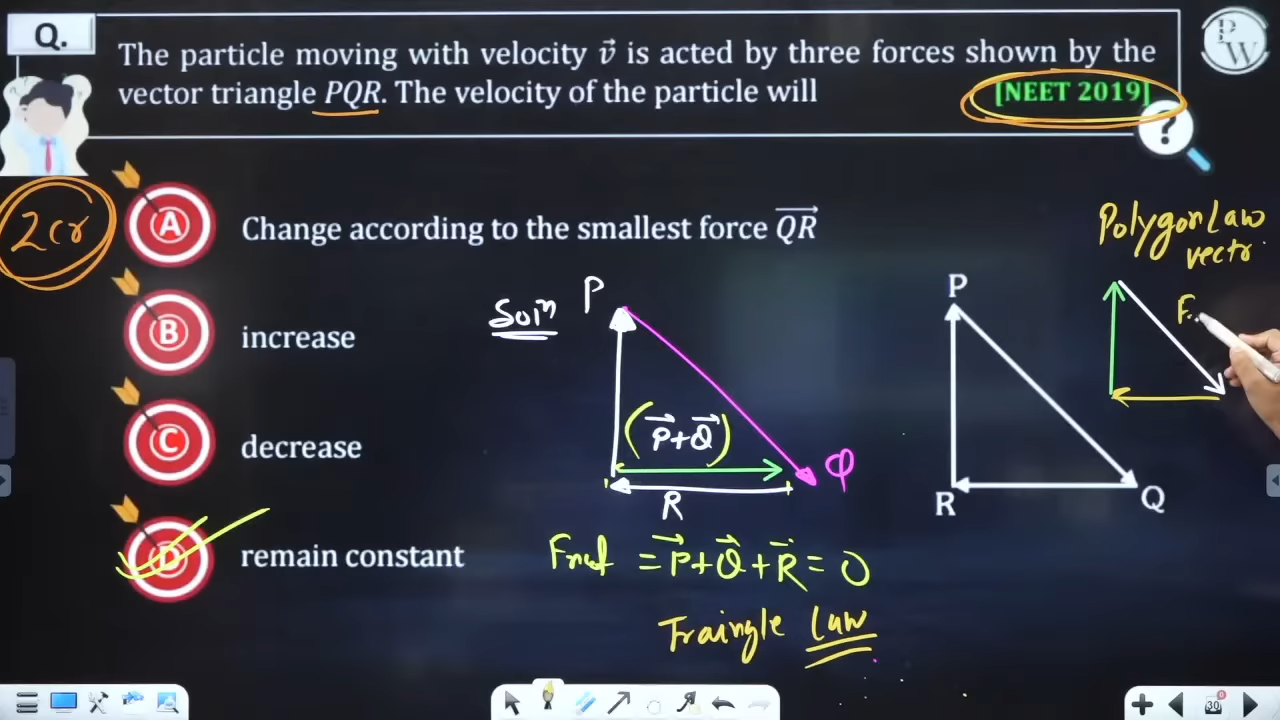 Q.
The particle moving with velocity v⃗ is acted by three forces shown by the
vector triangle PQR. The velocity of the particle will
[NEET 2019]
PW
?
A
Change according to the smallest force QR⃗
B
increase
C
decrease
D
remain constant
Soln
P
(P⃗+Q⃗)
Q
R
Fnet = P⃗+Q⃗+R⃗ = 0
Traingle Law
P
R
Q
Polygon Law
vecto
F
30